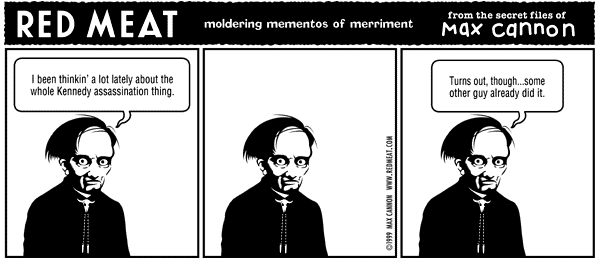 RED MEAT
moldering mementos of merriment
from the secret files of
Max cannon
I been thinkin' a lot lately about the
whole Kennedy assassination thing.
©1999 MAX CANNON WWW.REDMEAT.COM
Turns out, though...some
other guy already did it.